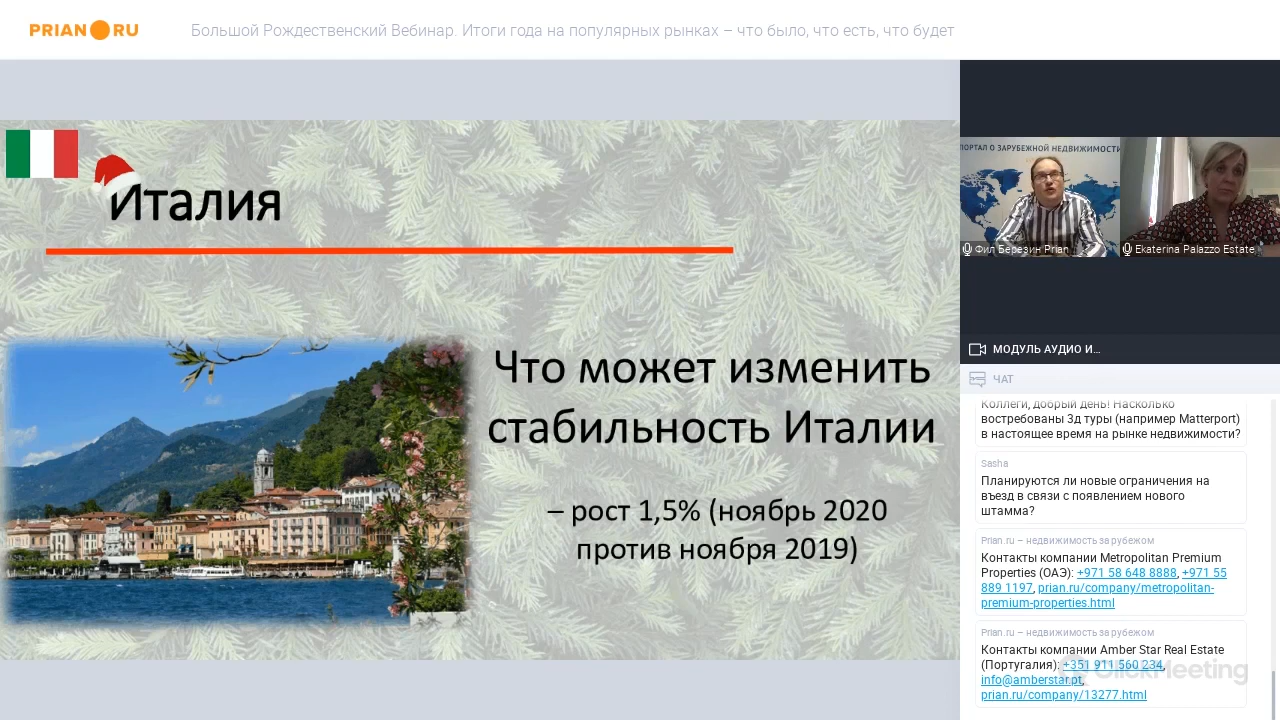 PRIAN RU
Большой Рождественский Вебинар. Итоги года на популярных рынках – что было, что есть, что будет
Италия
Что может изменить
стабильность Италии
– рост 1,5% (ноябрь 2020
против ноября 2019)
ПОРТАЛ О ЗАРУБЕЖНОЙ НЕДВИЖИМОСТИ
Фил Березин Prian
Ekaterina Palazzo Estate
МОДУЛЬ АУДИО И...
ЧАТ
Коллеги, добрый день! Насколько
востребованы 3д туры (например Matterport)
в настоящее время на рынке недвижимости?
Sasha
Планируются ли новые ограничения на
въезд в связи с появлением нового
штамма?
Prian.ru – недвижимость за рубежом
Контакты компании Metropolitan Premium
Properties (ОАЭ): +971 58 648 8888, +971 55
889 1197, prian.ru/company/metropolitan-
premium-properties.html
Prian.ru – недвижимость за рубежом
Контакты компании Amber Star Real Estate
(Португалия): +351 911 560 234,
info@amberstar.pt,
prian.ru/company/13277.html
ClickMeeting